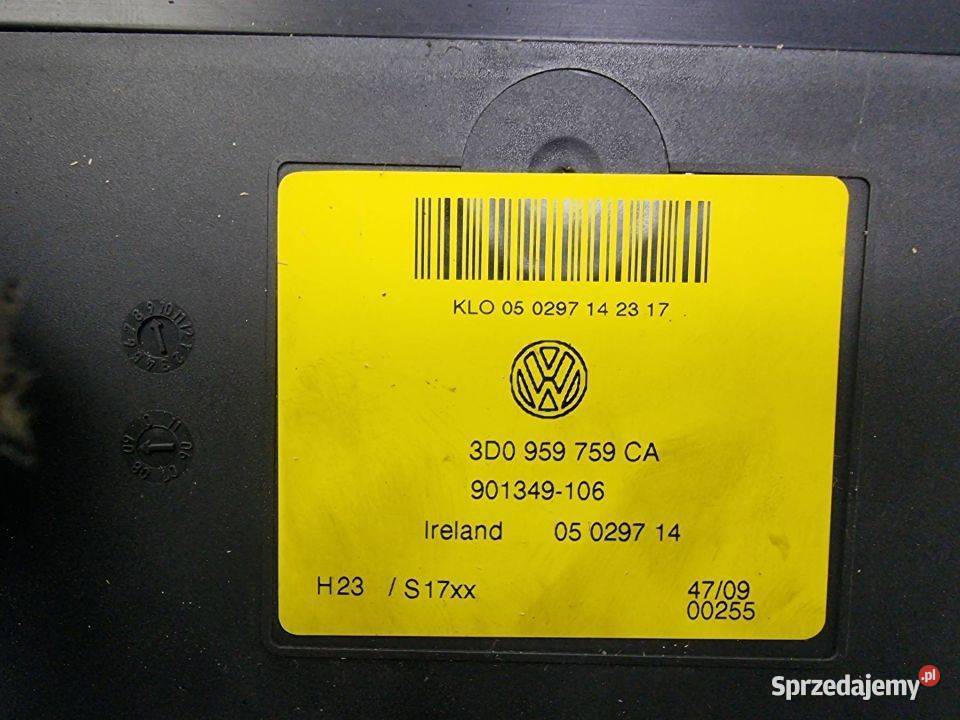 KLO 05 0297 14 23 17
3D0 959 759 CA
901349-106
Ireland 05 0297 14
H23 / S17xx 47/09
00255
Sprzedajemy.pl